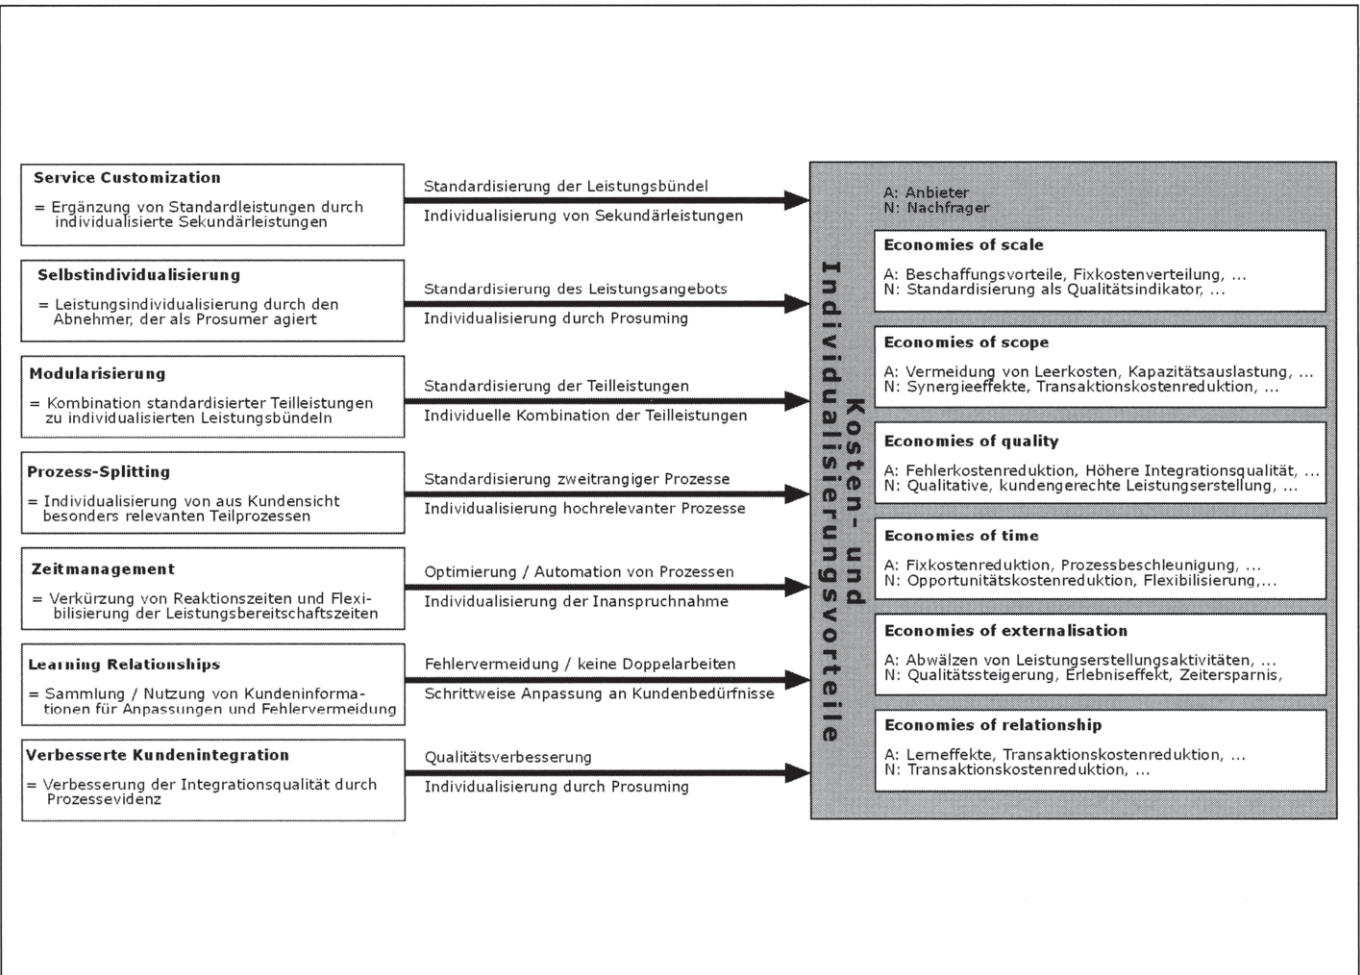 Service Customization
= Ergänzung von Standardleistungen durch
individualisierte Sekundärleistungen
Standardisierung der Leistungsbündel
Individualisierung von Sekundärleistungen
Selbstindividualisierung
= Leistungsindividualisierung durch den
Abnehmer, der als Prosumer agiert
Standardisierung des Leistungsangebots
Individualisierung durch Prosuming
Modularisierung
= Kombination standardisierter Teilleistungen
zu individualisierten Leistungsbündeln
Standardisierung der Teilleistungen
Individuelle Kombination der Teilleistungen
Prozess-Splitting
= Individualisierung von aus Kundensicht
besonders relevanten Teilprozessen
Standardisierung zweitrangiger Prozesse
Individualisierung hochrelevanter Prozesse
Zeitmanagement
= Verkürzung von Reaktionszeiten und Flexi-
bilisierung der Leistungsbereitschaftszeiten
Optimierung / Automation von Prozessen
Individualisierung der Inanspruchnahme
Learning Relationships
= Sammlung / Nutzung von Kundeninforma-
tionen für Anpassungen und Fehlervermeidung
Fehlervermeidung / keine Doppelarbeiten
Schrittweise Anpassung an Kundenbedürfnisse
Verbesserte Kundenintegration
= Verbesserung der Integrationsqualität durch
Prozessevidenz
Qualitätsverbesserung
Individualisierung durch Prosuming
Kosten- und
Individualisierungsvorteile
A: Anbieter
N: Nachfrager
Economies of scale
A: Beschaffungsvorteile, Fixkostenverteilung, ...
N: Standardisierung als Qualitätsindikator, ...
Economies of scope
A: Vermeidung von Leerkosten, Kapazitätsauslastung, ...
N: Synergieeffekte, Transaktionskostenreduktion, ...
Economies of quality
A: Fehlerkostenreduktion, Höhere Integrationsqualität, ...
N: Qualitative, kundengerechte Leistungserstellung, ...
Economies of time
A: Fixkostenreduktion, Prozessbeschleunigung, ...
N: Opportunitätskostenreduktion, Flexibilisierung,...
Economies of externalisation
A: Abwälzen von Leistungserstellungsaktivitäten, ...
N: Qualitätssteigerung, Erlebniseffekt, Zeitersparnis,
Economies of relationship
A: Lerneffekte, Transaktionskostenreduktion, ...
N: Transaktionskostenreduktion, ...